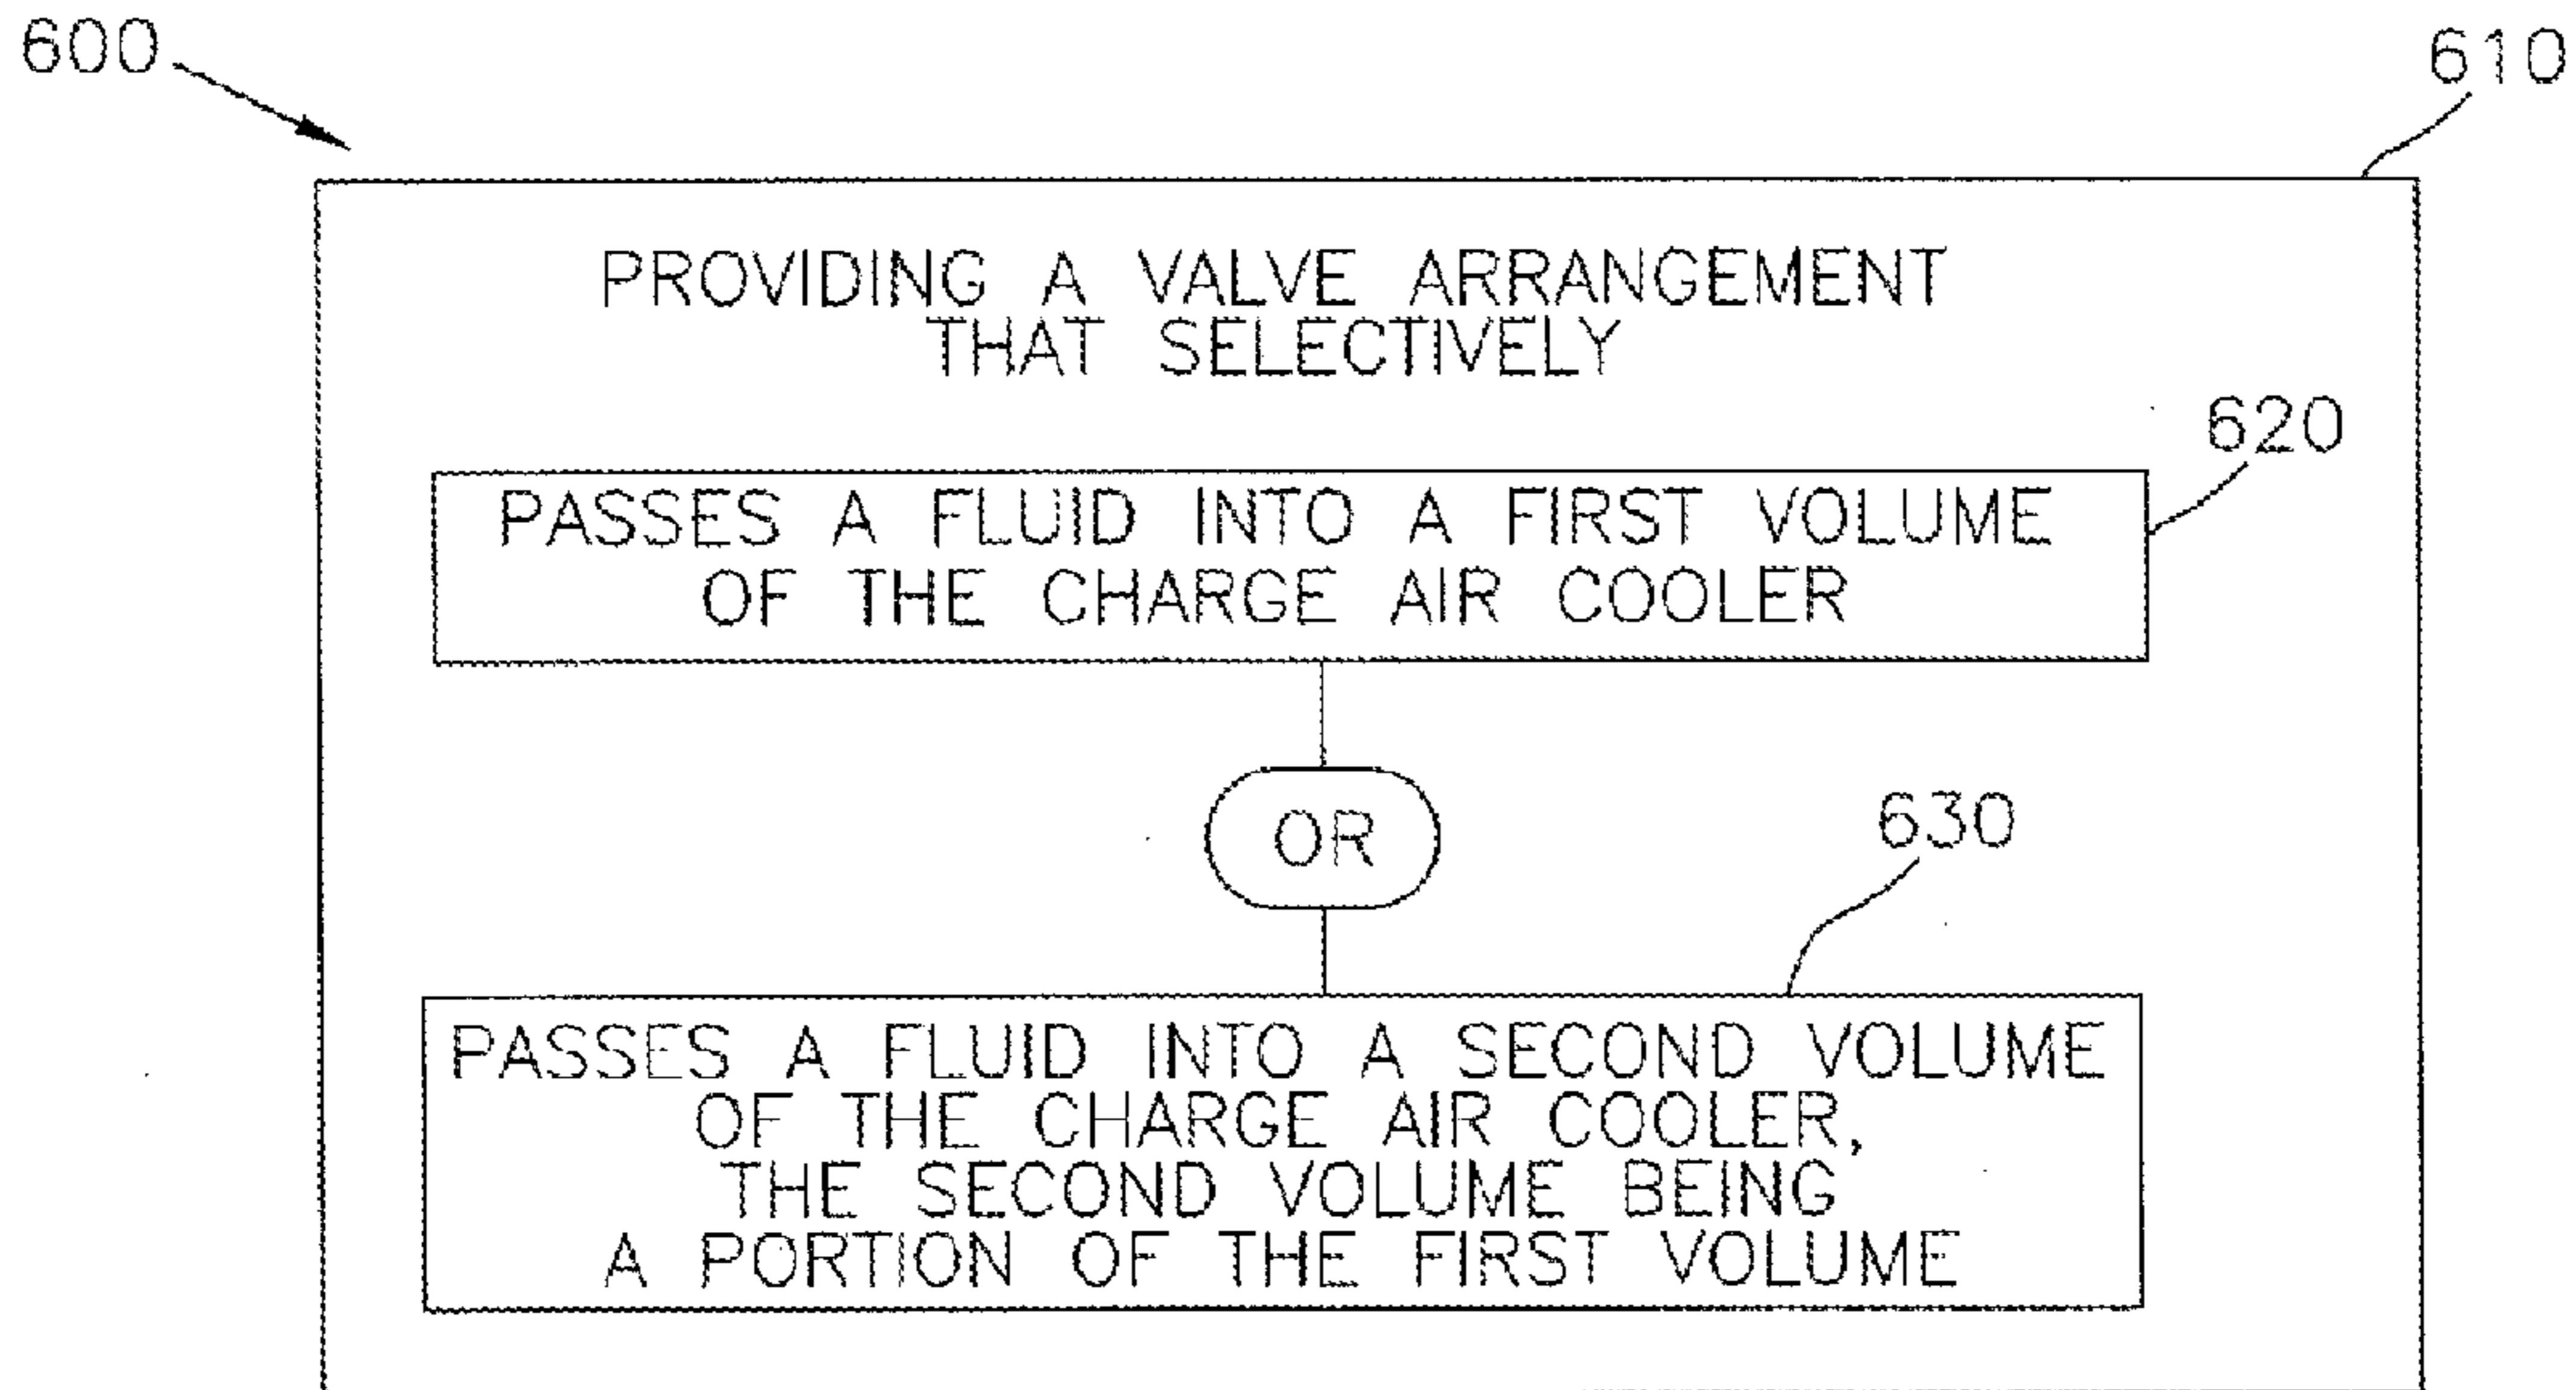 600
610
PROVIDING A VALVE ARRANGEMENT
THAT SELECTIVELY
620
PASSES A FLUID INTO A FIRST VOLUME
OF THE CHARGE AIR COOLER
OR
630
PASSES A FLUID INTO A SECOND VOLUME
OF THE CHARGE AIR COOLER,
THE SECOND VOLUME BEING
A PORTION OF THE FIRST VOLUME